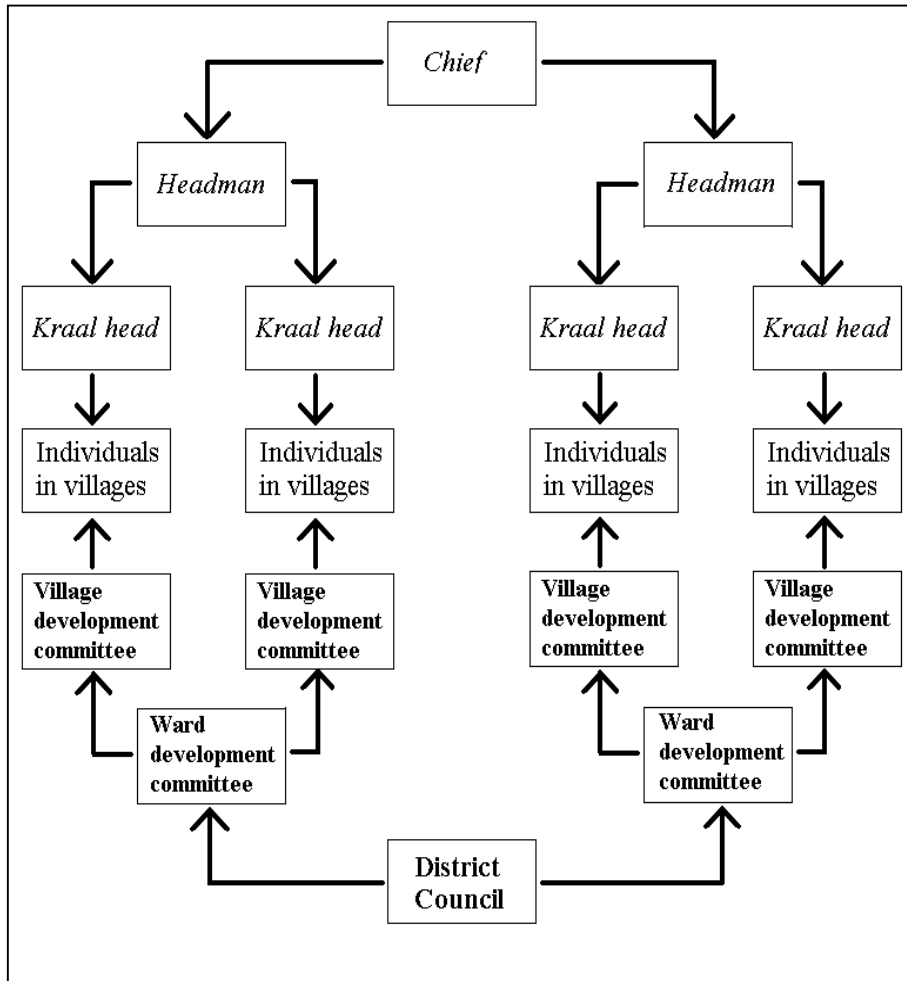 Chief
Headman
Headman
Kraal head
Kraal head
Kraal head
Kraal head
Individuals
in villages
Individuals
in villages
Individuals
in villages
Individuals
in villages
Village
development
committee
Village
development
committee
Village
development
committee
Village
development
committee
Ward
development
committee
Ward
development
committee
District
Council